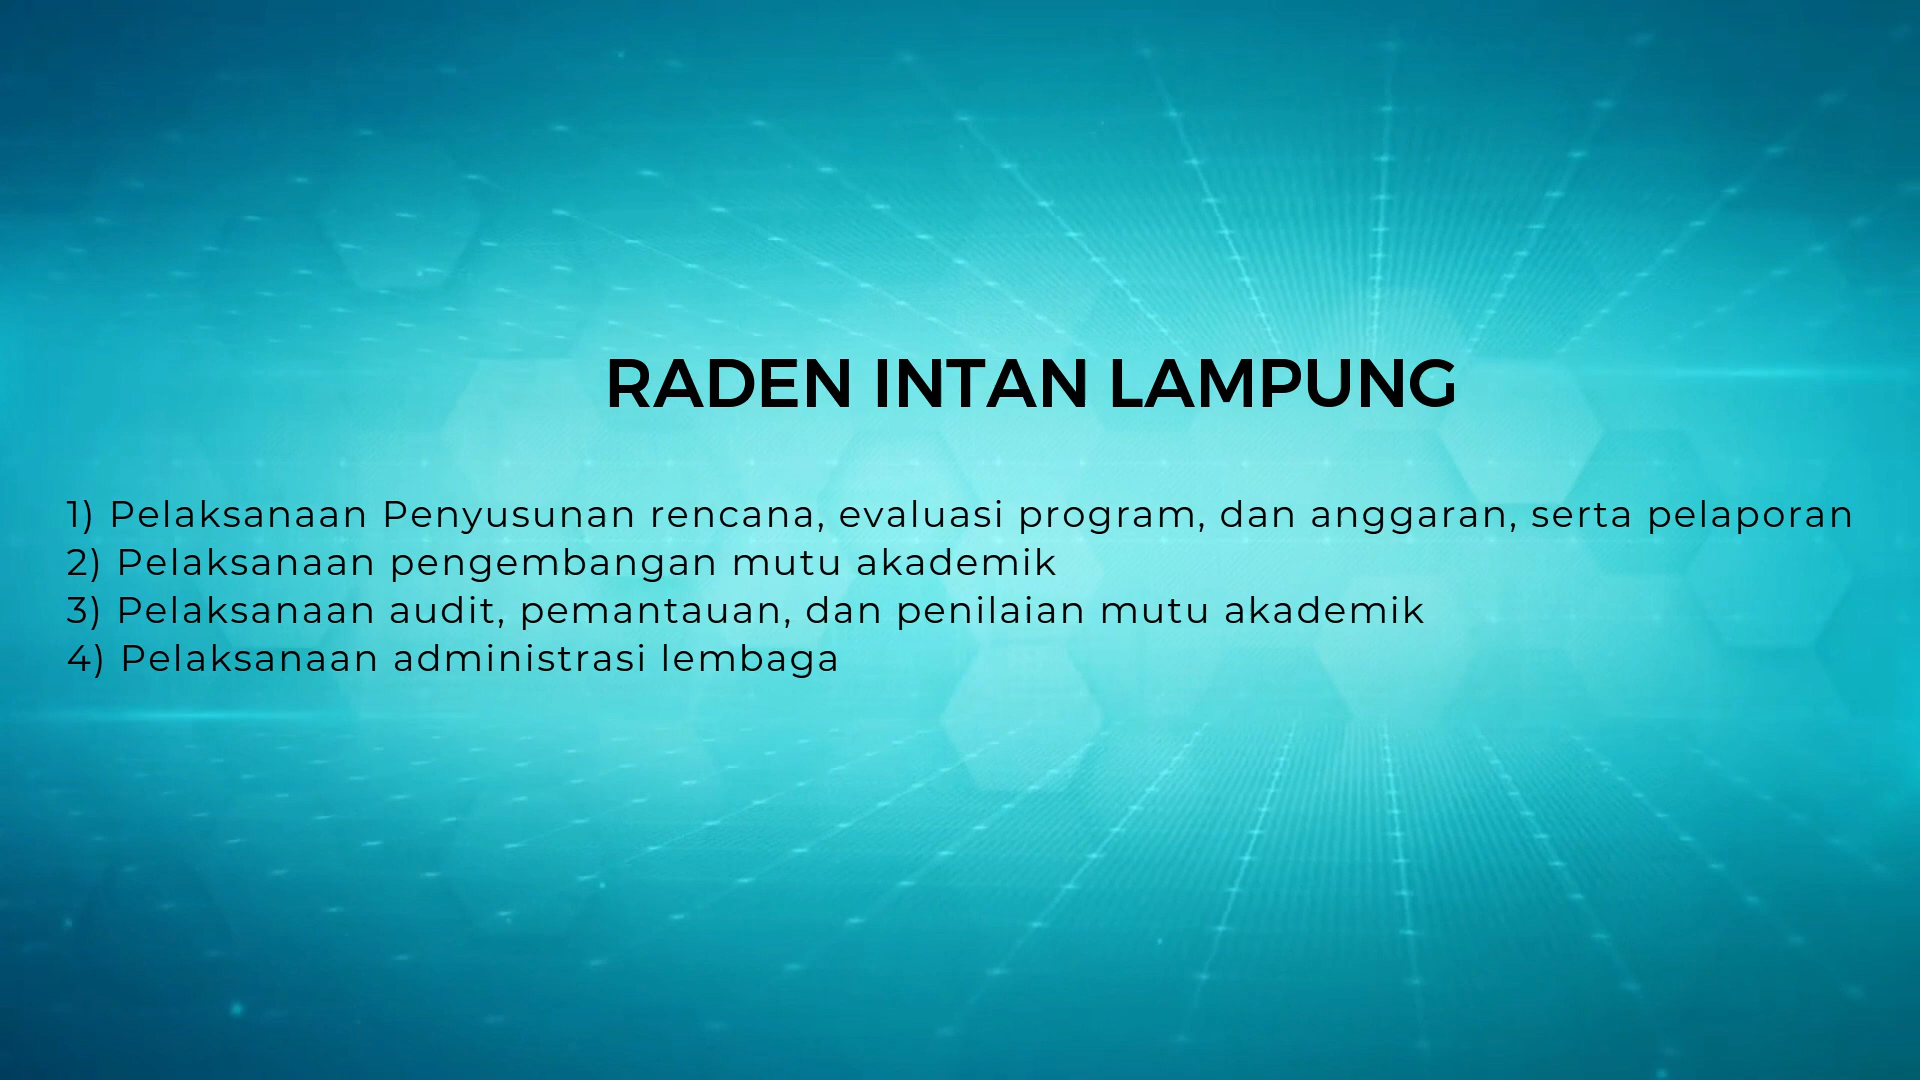 RADEN INTAN LAMPUNG
1) Pelaksanaan Penyusunan rencana, evaluasi program, dan anggaran, serta pelaporan
2) Pelaksanaan pengembangan mutu akademik
3) Pelaksanaan audit, pemantauan, dan penilaian mutu akademik
4) Pelaksanaan administrasi lembaga